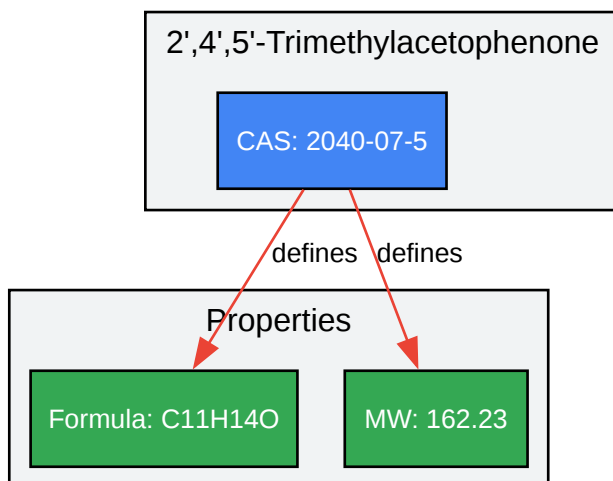 2',4',5'-Trimethylacetophenone
CAS: 2040-07-5
defines
defines
Properties
Formula: C11H14O
MW: 162.23